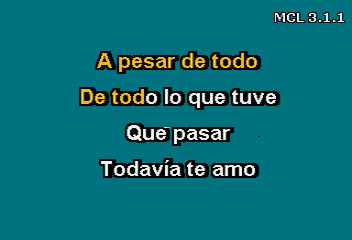 MCL 3.1.1
A pesar de todo
De todo lo que tuve
Que pasar
Todavía te amo